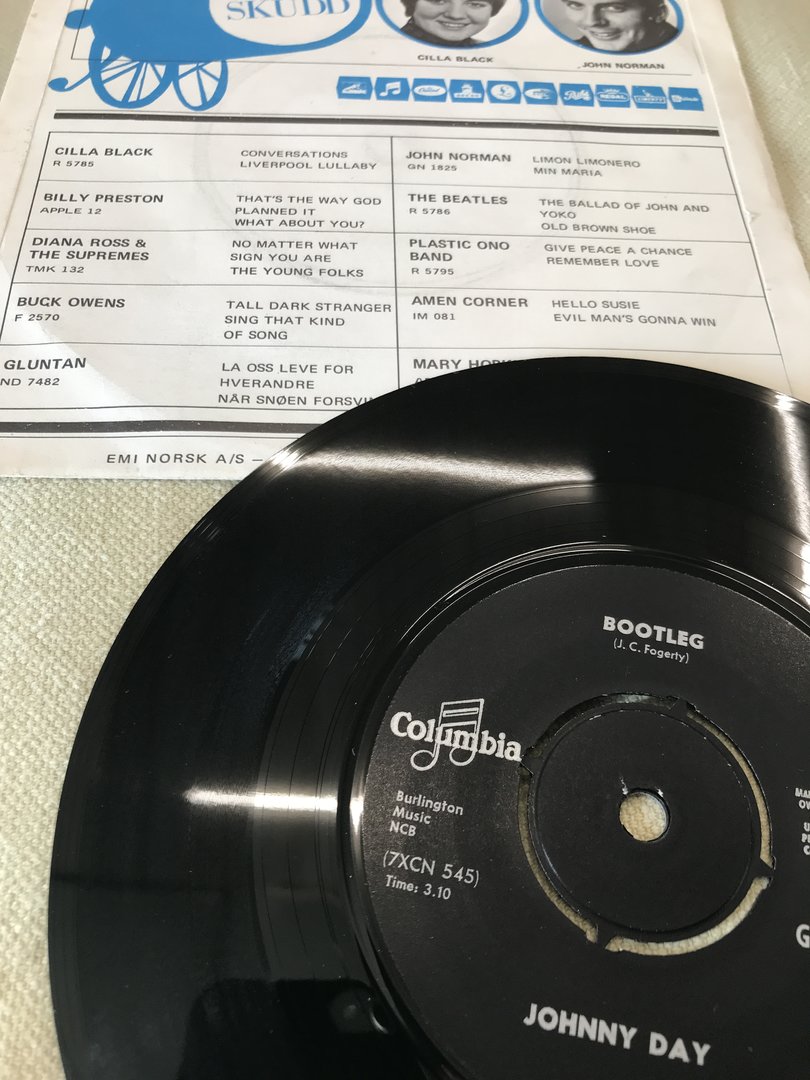 SKUDD
CILLA BLACK
JOHN NORMAN
CILLA BLACK
R 5785
CONVERSATIONS
LIVERPOOL LULLABY
JOHN NORMAN
GN 1825
LIMON LIMONERO
MIN MARIA
BILLY PRESTON
APPLE 12
THAT'S THE WAY GOD
PLANNED IT
WHAT ABOUT YOU?
THE BEATLES
R 5786
THE BALLAD OF JOHN AND
YOKO
OLD BROWN SHOE
DIANA ROSS &
THE SUPREMES
TMK 132
NO MATTER WHAT
SIGN YOU ARE
THE YOUNG FOLKS
PLASTIC ONO
BAND
R 5795
GIVE PEACE A CHANCE
REMEMBER LOVE
BUCK OWENS
F 2570
TALL DARK STRANGER
SING THAT KIND
OF SONG
AMEN CORNER
IM 081
HELLO SUSIE
EVIL MAN'S GONNA WIN
GLUNTAN
ND 7482
LA OSS LEVE FOR
HVERANDRE
NÅR SNØEN
MARY
EMI NORSK A/S –
BOOTLEG
(J. C. Fogerty)
Columbia
Burlington
Music
NCB
(7XCN 545)
Time: 3.10
JOHNNY DAY